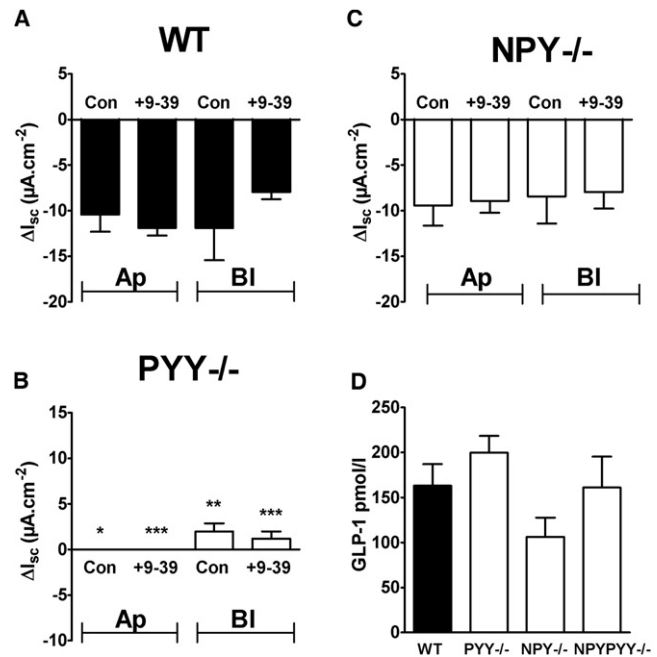 A
WT
5
Con +9-39 Con +9-39
0
-5
-10
-15
-20
ΔIsc (µA.cm-2)
Ap Bl
C
NPY-/-
5
Con +9-39 Con +9-39
0
-5
-10
-15
-20
ΔIsc (µA.cm-2)
Ap Bl
B
PYY-/-
15
10
5
0
-5
-10
ΔIsc (µA.cm-2)
* *** ** ***
Con +9-39 Con +9-39
Ap Bl
D
250
200
150
100
50
0
GLP-1 pmol/l
WT PYY-/- NPY-/- NPYPYY-/-